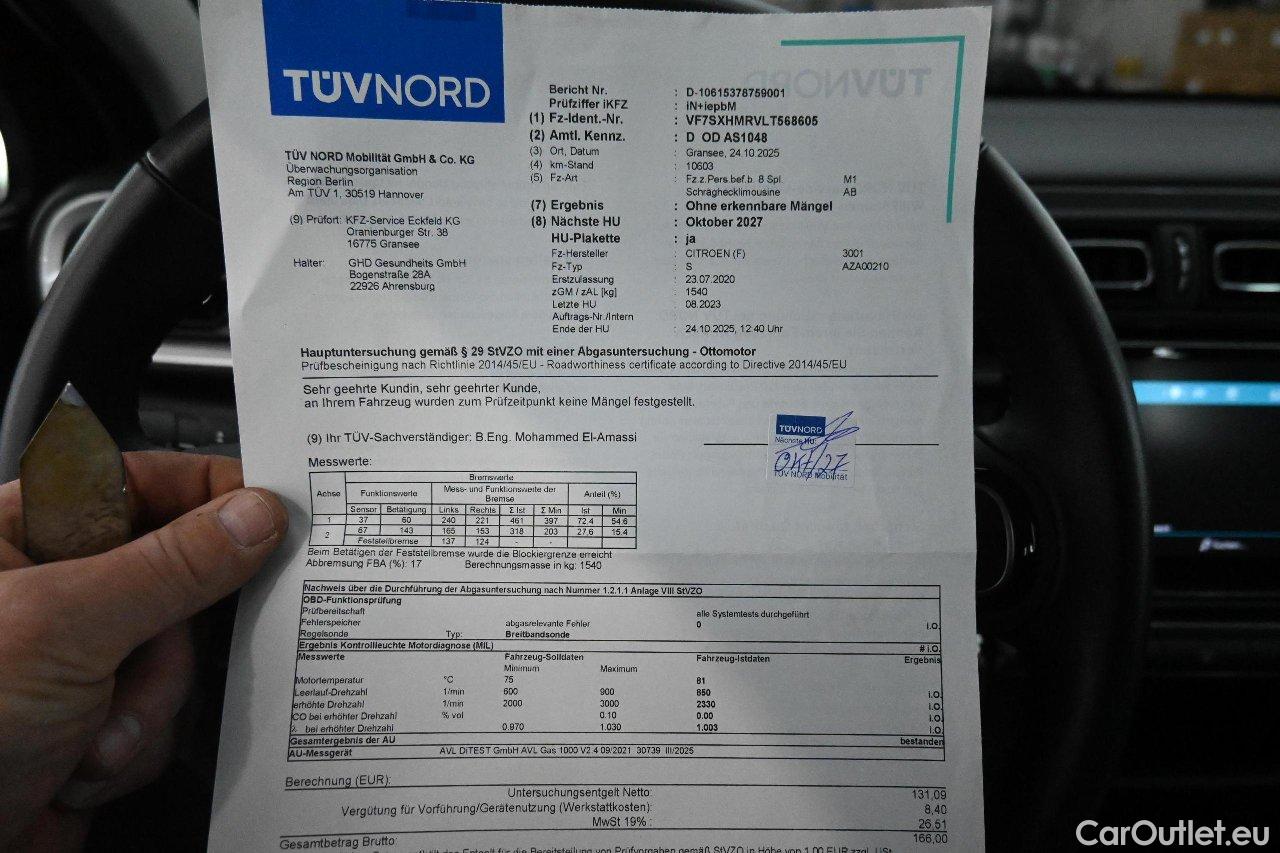 TÜVNORD
Bericht Nr. : D-10615378759001
Prüfziffer iKFZ : iN+iepbM
(1) Fz-Ident.-Nr. : VF7SXHMRVLT568605
(2) Amtl. Kennz. : D OD AS1048
(3) Ort, Datum : Gransee, 24.10.2025
(4) km-Stand : 10603
(5) Fz-Art : Fz.z.Pers.bef.b. 8 Spl. M1
Schräghecklimousine AB
(7) Ergebnis : Ohne erkennbare Mängel
(8) Nächste HU : Oktober 2027
HU-Plakette : ja
Fz-Hersteller : CITROEN (F) 3001
Fz-Typ : S AZA00210
Erstzulassung : 23.07.2020
zGM / zAL [kg] : 1540
Letzte HU : 08.2023
Auftrags-Nr./Intern :
Ende der HU : 24.10.2025, 12:40 Uhr
TÜV NORD Mobilität GmbH & Co. KG
Überwachungsorganisation
Region Berlin
Am TÜV 1, 30519 Hannover
(9) Prüfort: KFZ-Service Eckfeld KG
Oranienburger Str. 38
16775 Gransee
Halter: GHD Gesundheits GmbH
Bogenstraße 28A
22926 Ahrensburg
Hauptuntersuchung gemäß § 29 StVZO mit einer Abgasuntersuchung - Ottomotor
Prüfbescheinigung nach Richtlinie 2014/45/EU - Roadworthiness certificate according to Directive 2014/45/EU
Sehr geehrte Kundin, sehr geehrter Kunde,
an Ihrem Fahrzeug wurden zum Prüfzeitpunkt keine Mängel festgestellt.
(9) Ihr TÜV-Sachverständiger: B.Eng. Mohammed El-Amassi
TÜVNORD
Nächste HU:
Okt/27
TÜV NORD Mobilität
Messwerte:
Bremswerte
Achse Funktionswerte Mess- und Funktionswerte der Bremse Anteil (%)
Sensor Betätigung Links Rechts Σ Ist Σ Min Ist Min
1 37 60 240 221 461 397 72,4 54,6
2 67 143 165 153 318 203 27,6 15,4
Feststellbremse 137 124 - -
Beim Betätigen der Feststellbremse wurde die Blockiergrenze erreicht
Abbremsung FBA (%): 17 Berechnungsmasse in kg: 1540
Nachweis über die Durchführung der Abgasuntersuchung nach Nummer 1.2.1.1 Anlage VIII StVZO
OBD-Funktionsprüfung
Prüfbereitschaft alle Systemtests durchgeführt
Fehlerspeicher abgasrelevante Fehler 0 i.O.
Regelsonde Typ: Breitbandsonde
Ergebnis Kontrollleuchte Motordiagnose (MIL) # i.O.
Messwerte Fahrzeug-Solldaten Fahrzeug-Istdaten Ergebnis
Minimum Maximum
Motortemperatur °C 75 81
Leerlauf-Drehzahl 1/min 600 900 850 i.O.
erhöhte Drehzahl 1/min 2000 3000 2330 i.O.
CO bei erhöhter Drehzahl % vol 0.10 0.00 i.O.
λ bei erhöhter Drehzahl 0.970 1.030 1.003 i.O.
Gesamtergebnis der AU bestanden
AU-Messgerät AVL DiTEST GmbH AVL Gas 1000 V2.4 09/2021 30739 III/2025
Berechnung (EUR):
Untersuchungsentgelt Netto: 131,09
Vergütung für Vorführung/Gerätenutzung (Werkstattkosten): 8,40
MwSt 19% : 26,51
Gesamtbetrag Brutto: 166,00
CarOutlet.eu